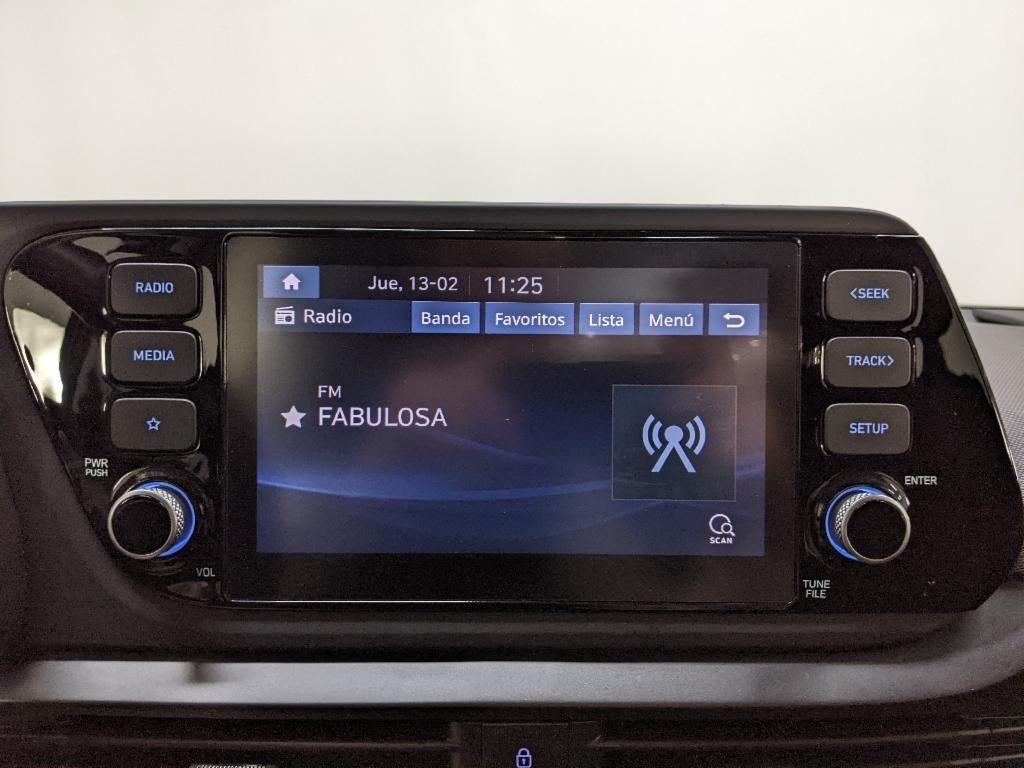 Jue, 13-02 11:25
Radio Banda Favoritos Lista Menú
FM
FABULOSA
SCAN
RADIO
MEDIA
PWR
PUSH
VOL
<SEEK
TRACK>
SETUP
ENTER
TUNE
FILE